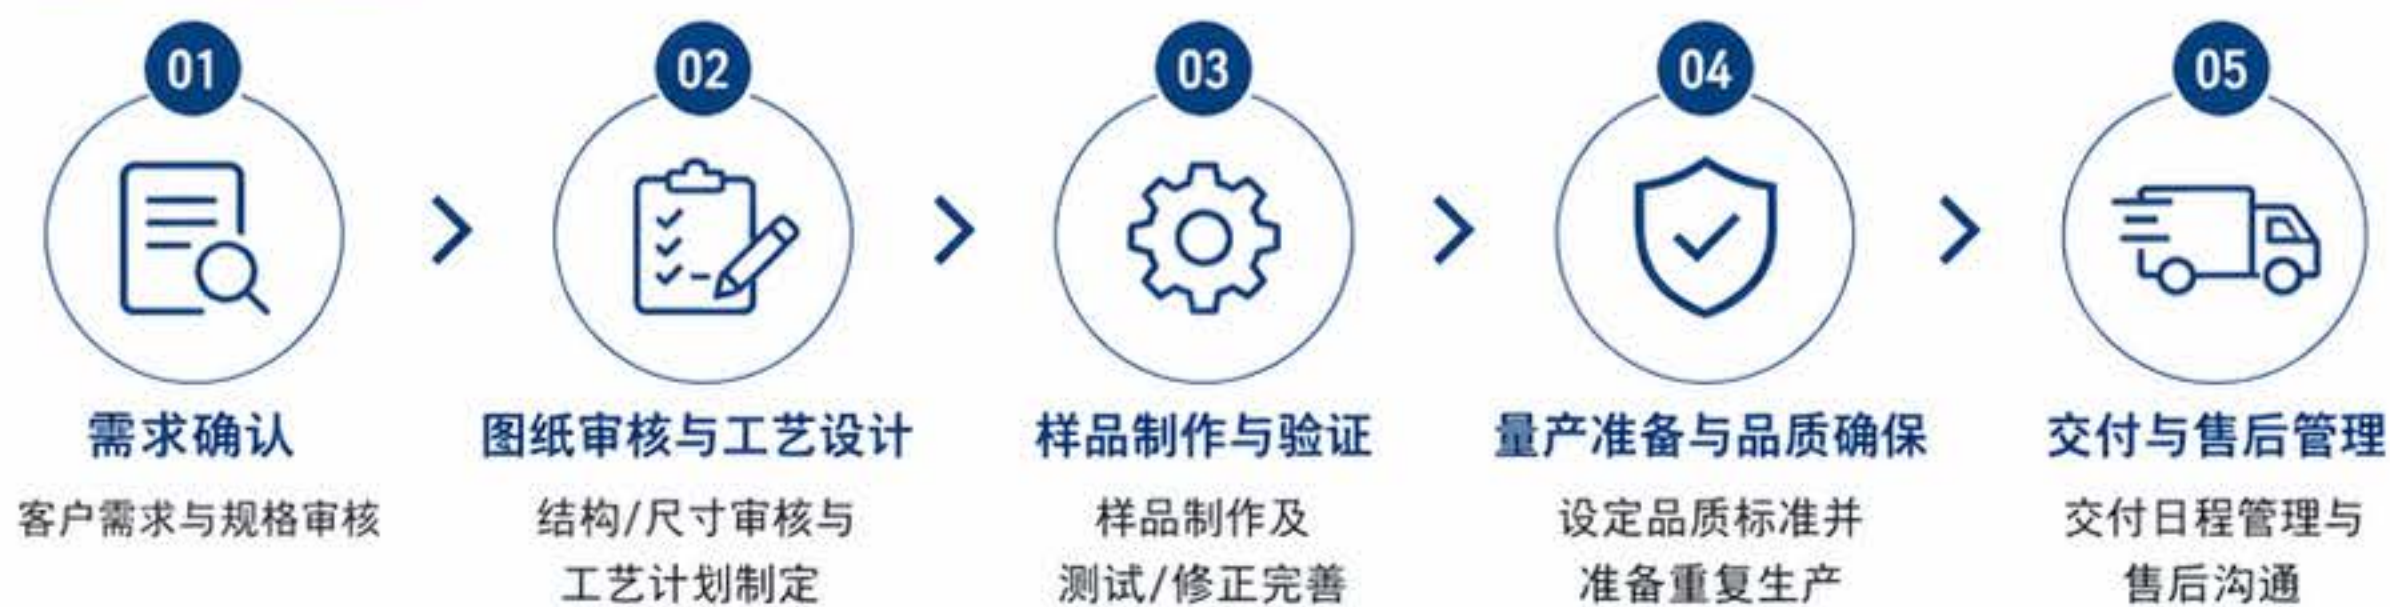 01
02
03
04
05
需求确认
图纸审核与工艺设计
样品制作与验证
量产准备与品质确保
交付与售后管理
客户需求与规格审核
结构/尺寸审核与
工艺计划制定
样品制作及
测试/修正完善
设定品质标准并
准备重复生产
交付日程管理与
售后沟通